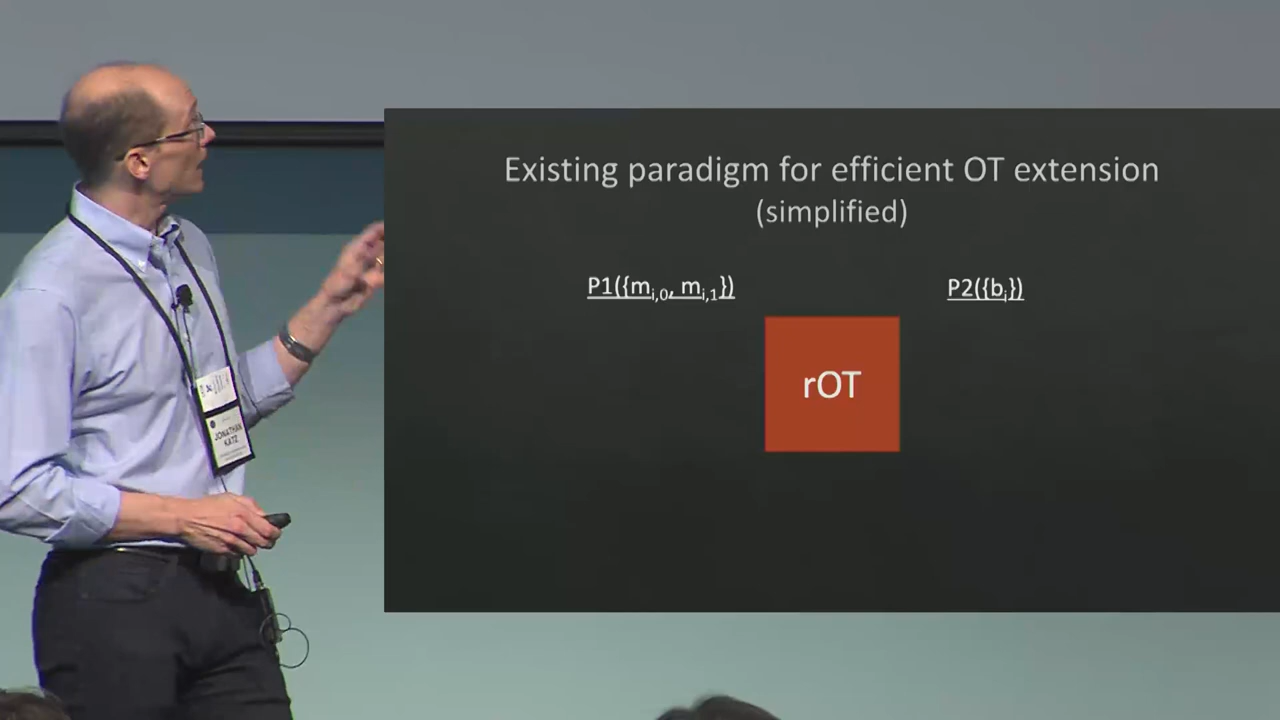 Existing paradigm for efficient OT extension
(simplified)
P1({mi,0, mi,1})
P2({bi})
rOT
JONATHAN
KATZ